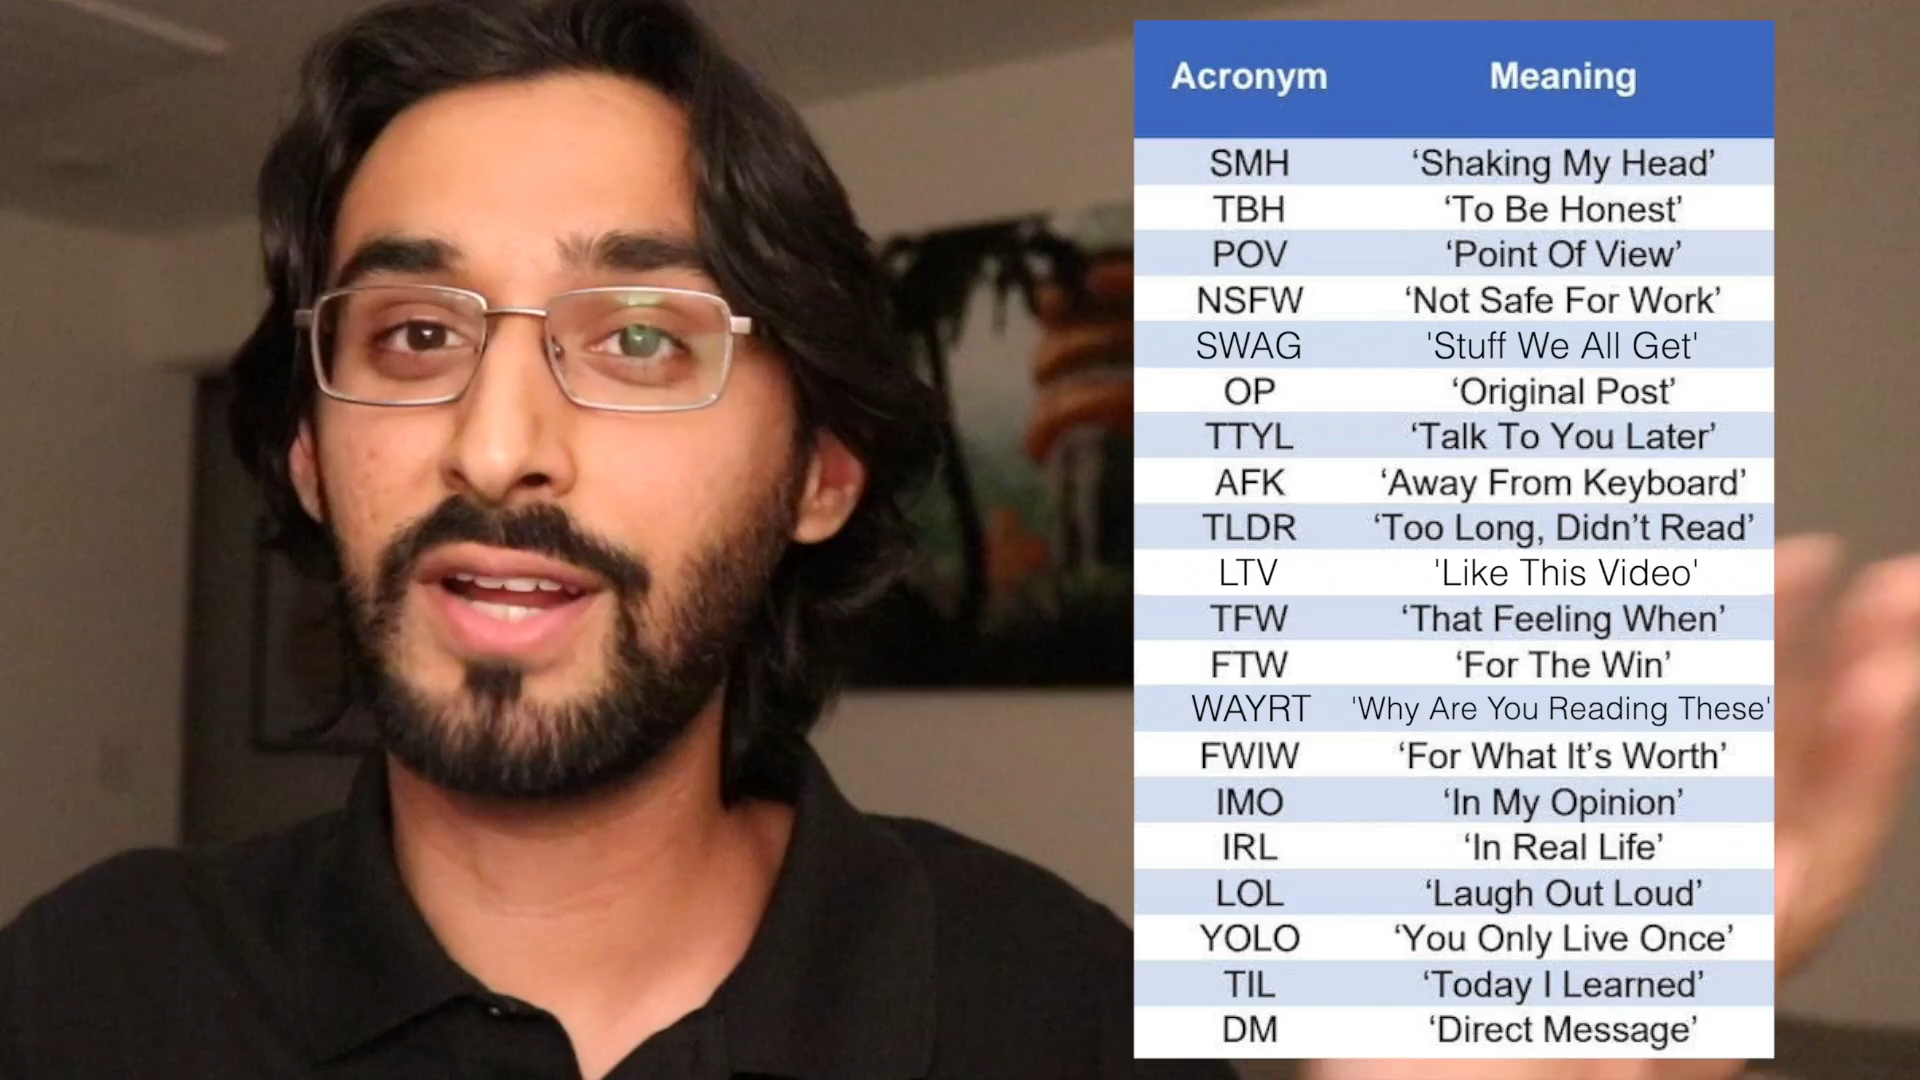 Acronym Meaning
SMH ‘Shaking My Head’
TBH ‘To Be Honest’
POV ‘Point Of View’
NSFW ‘Not Safe For Work’
SWAG 'Stuff We All Get'
OP ‘Original Post’
TTYL ‘Talk To You Later’
AFK ‘Away From Keyboard’
TLDR ‘Too Long, Didn’t Read’
LTV 'Like This Video'
TFW ‘That Feeling When’
FTW ‘For The Win’
WAYRT 'Why Are You Reading These'
FWIW ‘For What It’s Worth’
IMO ‘In My Opinion’
IRL ‘In Real Life’
LOL ‘Laugh Out Loud’
YOLO ‘You Only Live Once’
TIL ‘Today I Learned’
DM ‘Direct Message’